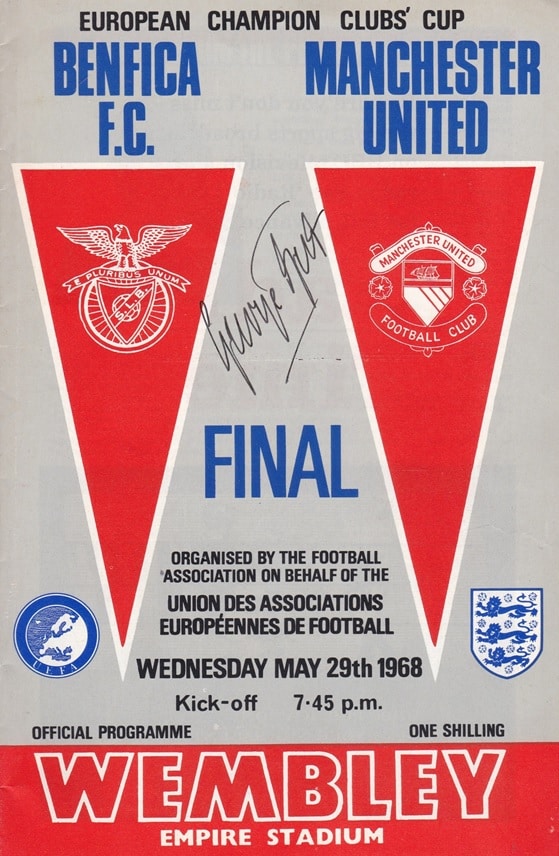 EUROPEAN CHAMPION CLUBS' CUP
BENFICA
F.C.
MANCHESTER
UNITED
E PLURIBUS UNUM
S.L.B.
MANCHESTER UNITED
FOOTBALL CLUB
George Best
FINAL
ORGANISED BY THE FOOTBALL
ASSOCIATION ON BEHALF OF THE
UNION DES ASSOCIATIONS
EUROPÉENNES DE FOOTBALL
UEFA
WEDNESDAY MAY 29th 1968
Kick-off 7·45 p.m.
OFFICIAL PROGRAMME
ONE SHILLING
WEMBLEY
EMPIRE STADIUM